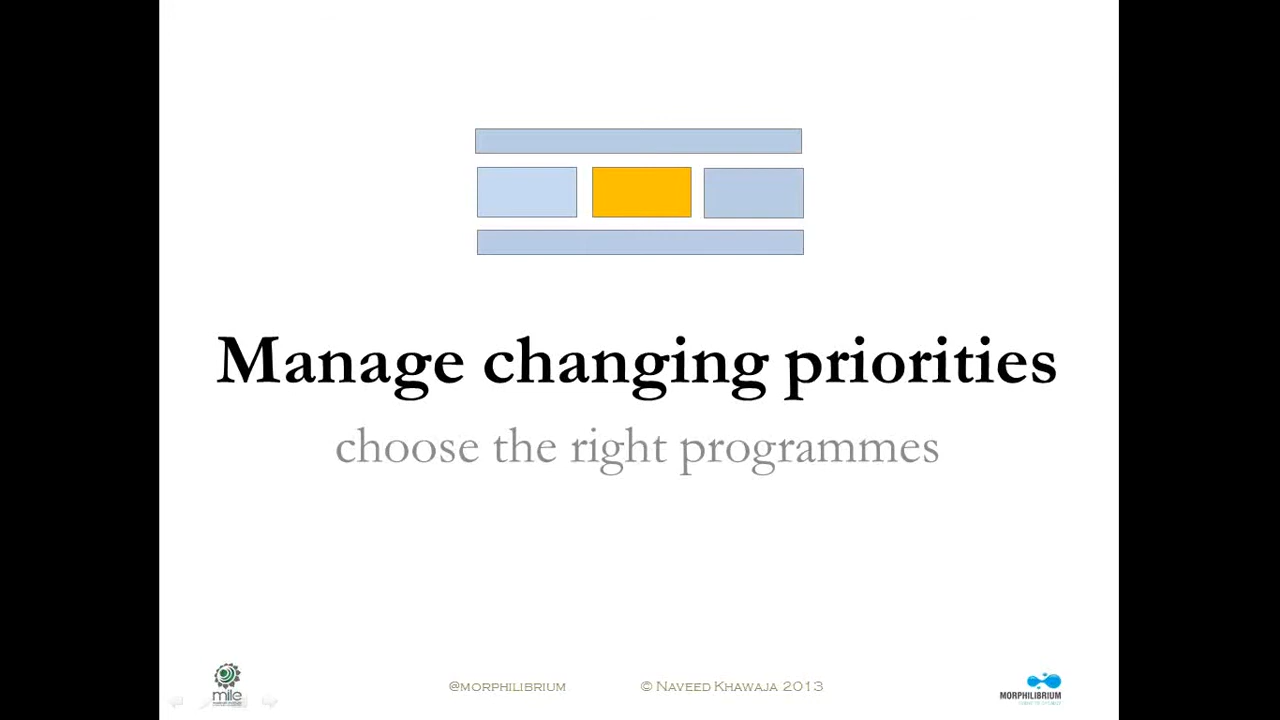 Manage changing priorities
choose the right programmes
@MORPHILIBRIUM
© NAVEED KHAWAJA 2013
mile
MORPHILIBRIUM